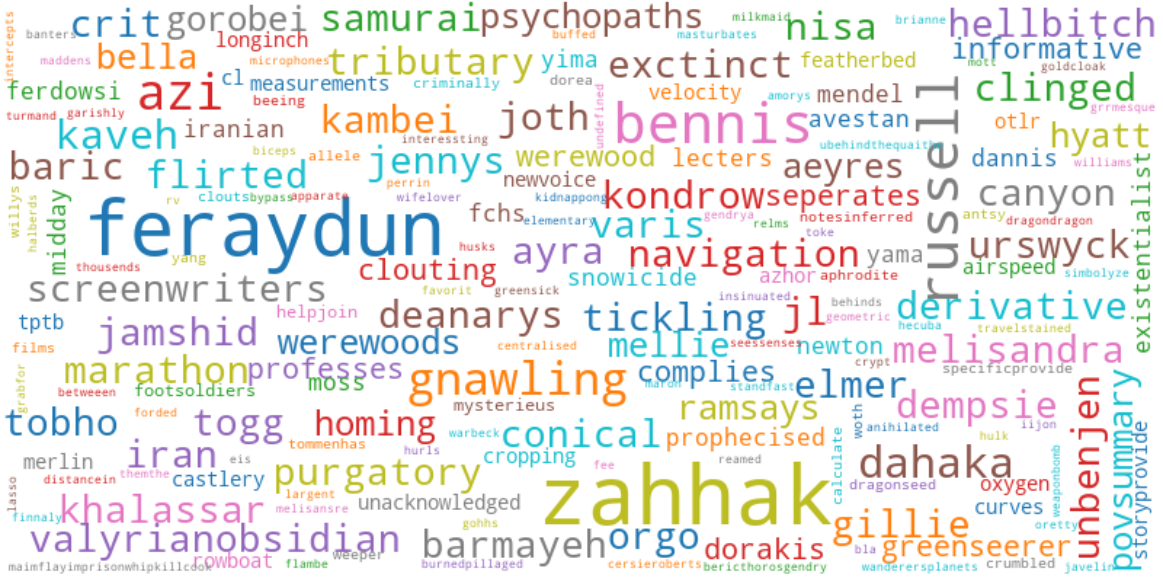 intercepts banters crit gorobei samurai psychopaths milkmaid nisa brianne hellbitch
maddens bella longinch microphones tributary buffed masturbates yima exctinct featherbed informative mott goldcloak
ferdowsi azi cl measurements beeing criminally dorea velocity amorys mendel clinged grrmesque
turmand garishly kaveh iranian kambei interessting joth undefined bennis avestan ubehindthequaithe otlr hyatt
baric flirted biceps allele jennys werewood lecters aeyres russell dannis williams
willys halberds midday rv cloutsbypass apparate perrin wifelover newvoice kidnappong kondrow seperates canyon existentialist
feraydun fchs elementary varis gendrya relms notesinferred toke antsy dragondragon
thousends yang husks clouting ayra navigation yama urswyck
screenwriters favorit greensick snowicide azhor aphrodite airspeed simbolyze
tptb jamshid helpjoin deanarys tickling insinuated jl behinds geometric derivative hecuba travelstained
films werewoods centralised mellie seessenses newton crypt melisandra
grabfor marathon professes moss gnawling maron complies standfast elmer specificprovide
betweeen footsoldiers mysterieus ramsays dempsie
tobho forded togg homing tommenhas warbeck conical prophecised calculate woth anihilated iijon hulk
merlin iran eis hurls cropping reamed dahaka unbenjen povsummary
lasso distancein themthe castlery purgatory fee zahhak dragonseed oxygen weaponbomb storyprovide
finnaly khalassar largent melisansre unacknowledged gohhs gillie curves oretty
valyrianobsidian weeper barmayeh orgo dorakis bla greenseerer
maimflayimprisonwhipkillcook rowboat flambe burnedpillaged cersieroberts bericthorosgendry wanderersplanets crumbled javelin